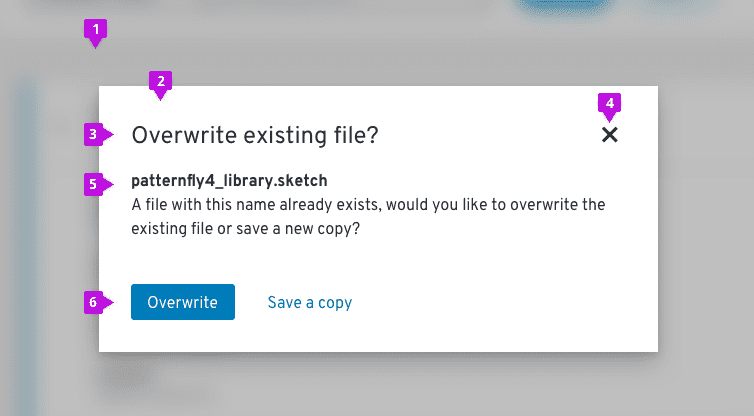 1
2
4
3 Overwrite existing file?
5 patternfly4_library.sketch
A file with this name already exists, would you like to overwrite the
existing file or save a new copy?
6 Overwrite Save a copy